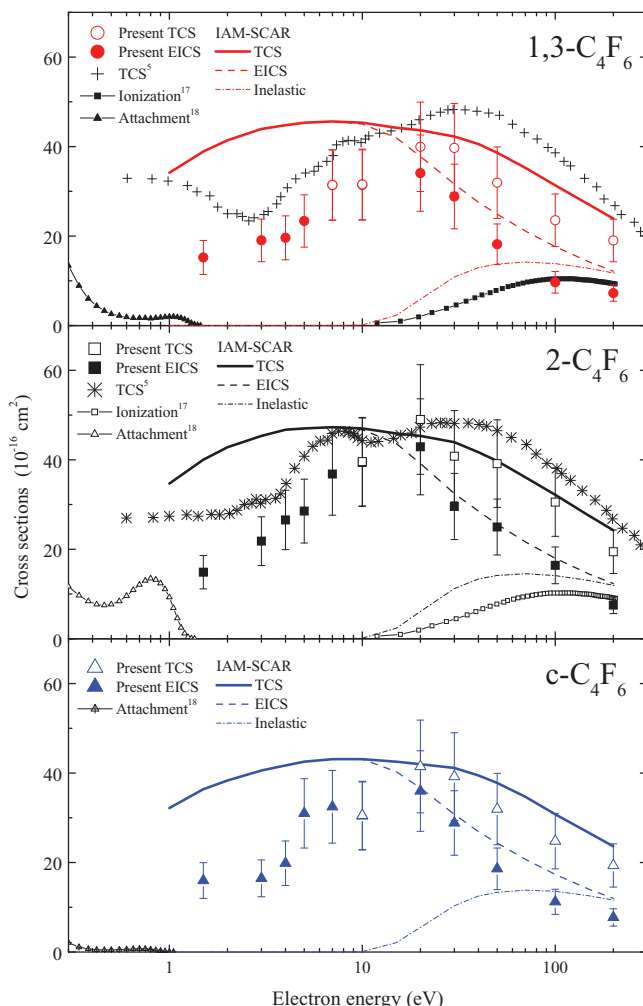 80
60
40
20
0
Present TCS
Present EICS
TCS⁵
Ionization¹⁷
Attachment¹⁸
IAM-SCAR
TCS
EICS
Inelastic
1,3-C₄F₆
60
40
20
0
Present TCS
Present EICS
TCS⁵
Ionization¹⁷
Attachment¹⁸
IAM-SCAR
TCS
EICS
Inelastic
2-C₄F₆
Cross sections (10⁻¹⁶ cm²)
60
40
20
0
Present TCS
Present EICS
Attachment¹⁸
IAM-SCAR
TCS
EICS
Inelastic
c-C₄F₆
1
10
100
Electron energy (eV)